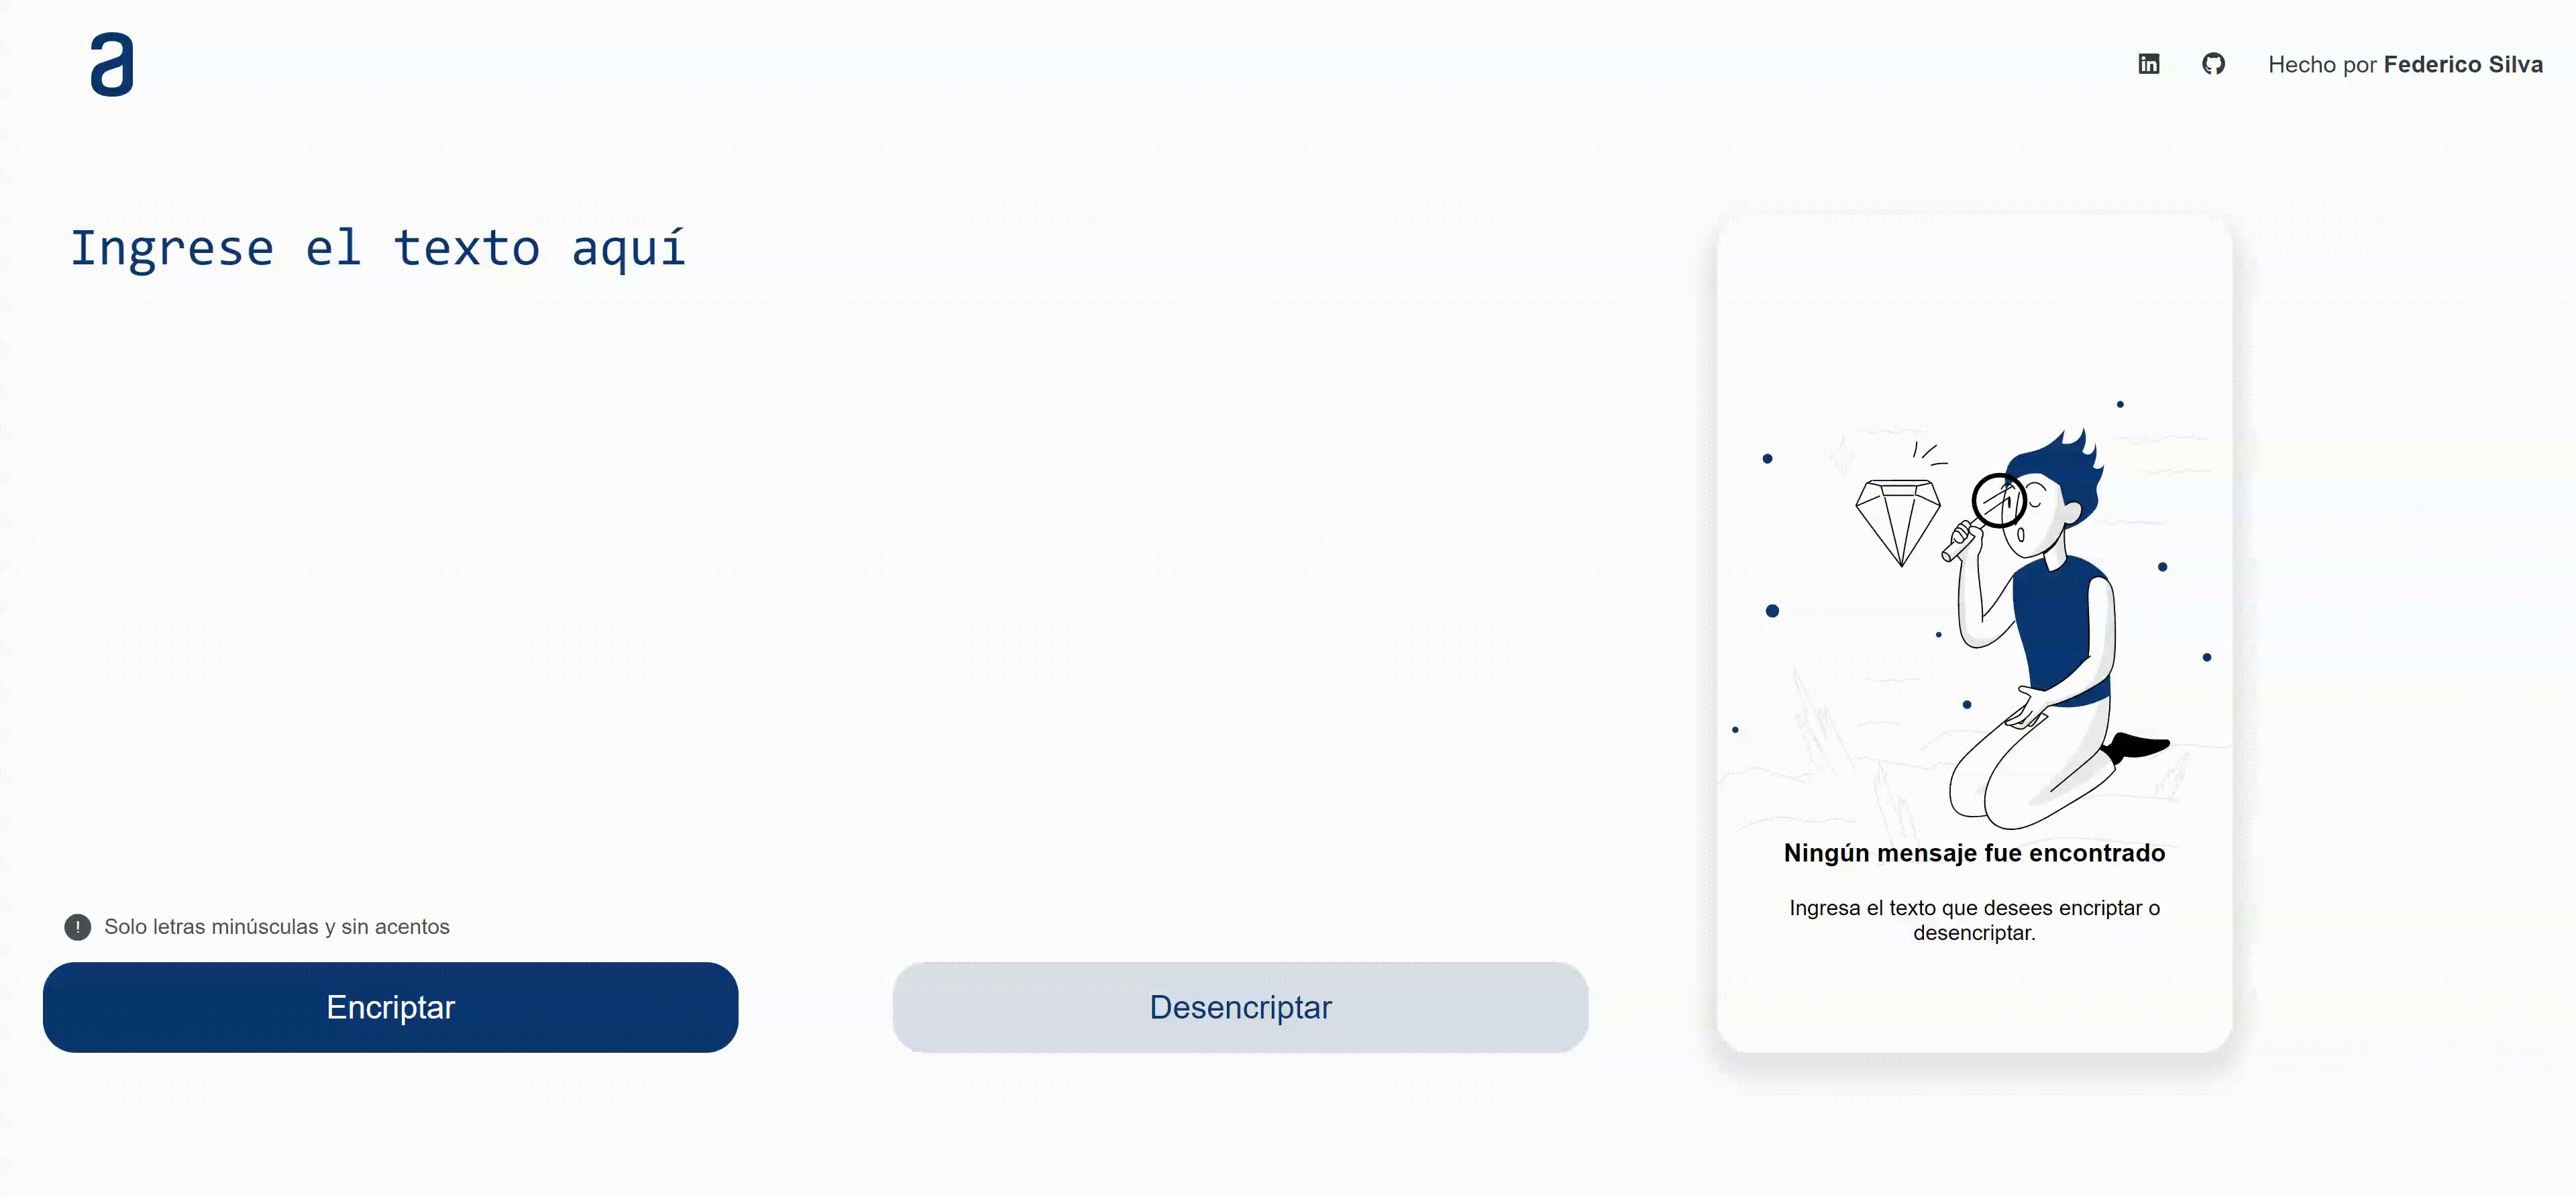 a
Hecho por Federico Silva
Ingrese el texto aquí
Ningún mensaje fue encontrado
Ingresa el texto que desees encriptar o
desencriptar.
! Solo letras minúsculas y sin acentos
Encriptar
Desencriptar